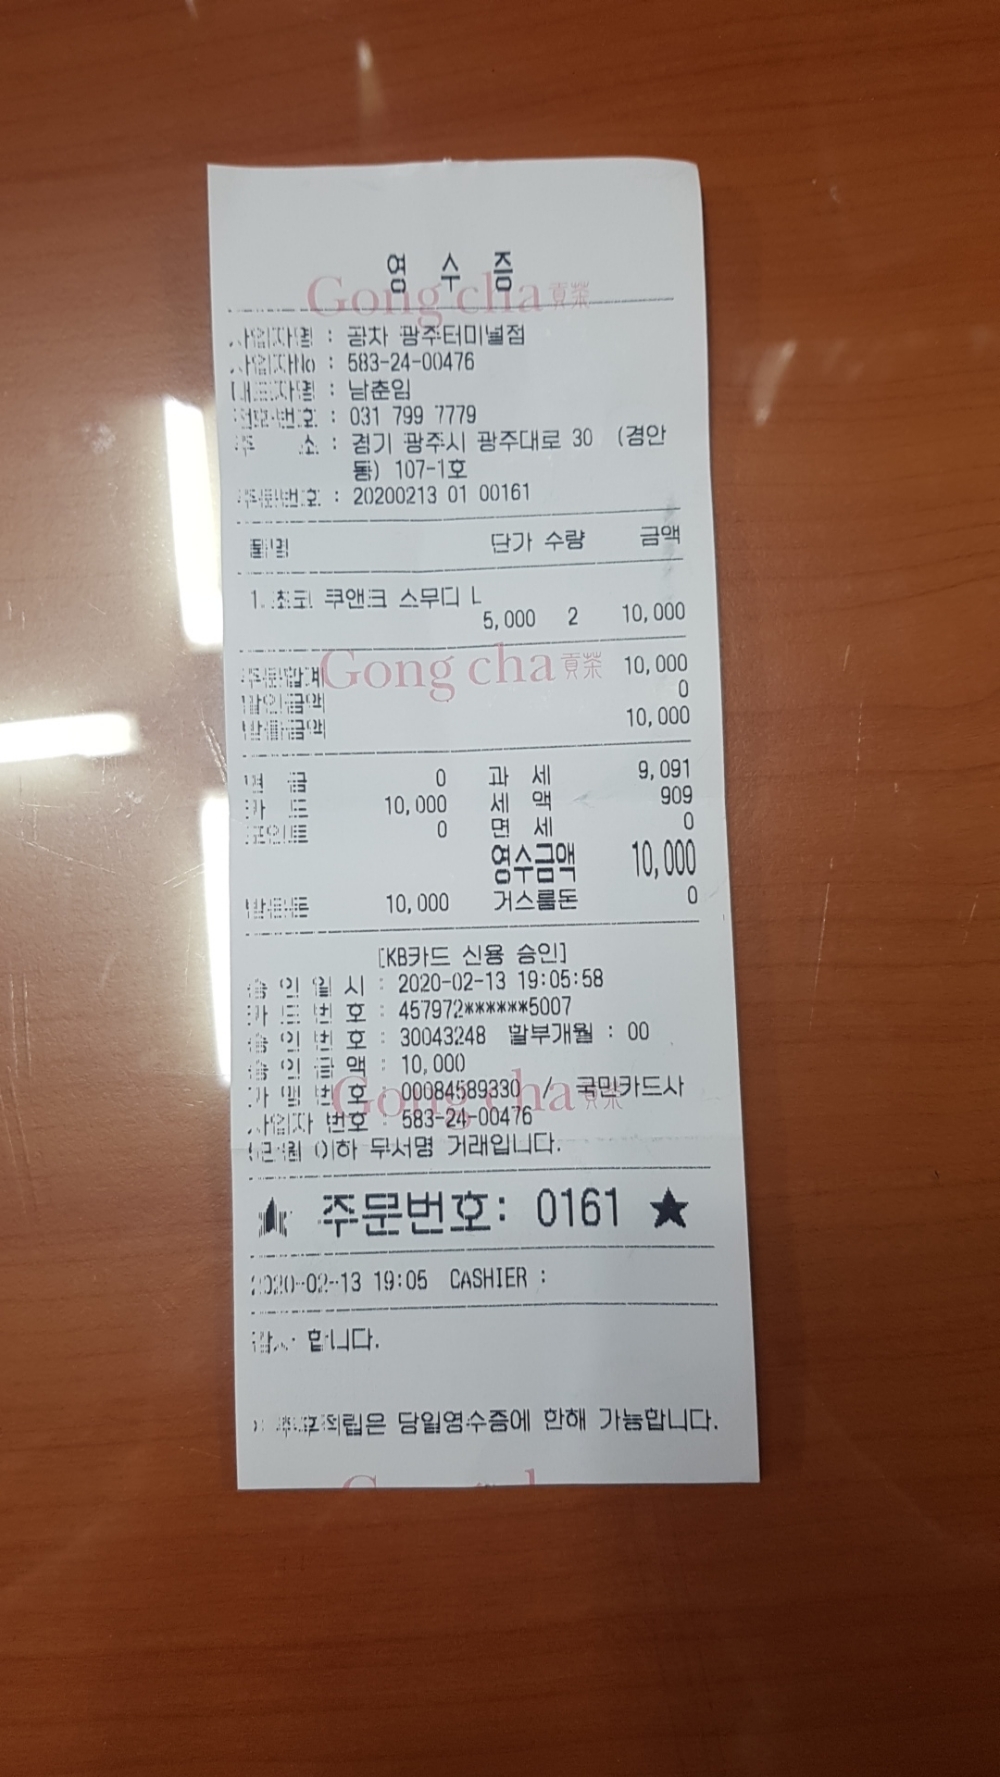 영 수 증
Gong cha 貢茶
사업자명 : 공차 광주터미널점
사업자No : 583-24-00476
대표자명 : 남춘임
전화번호 : 031 799 7779
주 소 : 경기 광주시 광주대로 30 (경안
동) 107-1호
주문번호 : 20200213 01 00161
품명 단가 수량 금액
1. 초코 쿠앤크 스무디 L
5,000 2 10,000
Gong cha 貢茶
주문합계 10,000
할인금액 0
받을금액 10,000
현 금 0 과 세 9,091
카 드 10,000 세 액 909
포인트 0 면 세 0
영수금액 10,000
받은돈 10,000 거스름돈 0
[KB카드 신용 승인]
승 인 일 시 : 2020-02-13 19:05:58
카 드 번 호 : 457972******5007
승 인 번 호 : 30043248 할부개월 : 00
승 인 금 액 : 10,000
가 맹 번 호 : 00084589330 / 국민카드사
Gong cha 貢茶
사업자 번호 : 583-24-00476
5만원 이하 무서명 거래입니다.
★ 주문번호: 0161 ★
2020-02-13 19:05 CASHIER :
감사 합니다.
사후적립은 당일영수증에 한해 가능합니다.